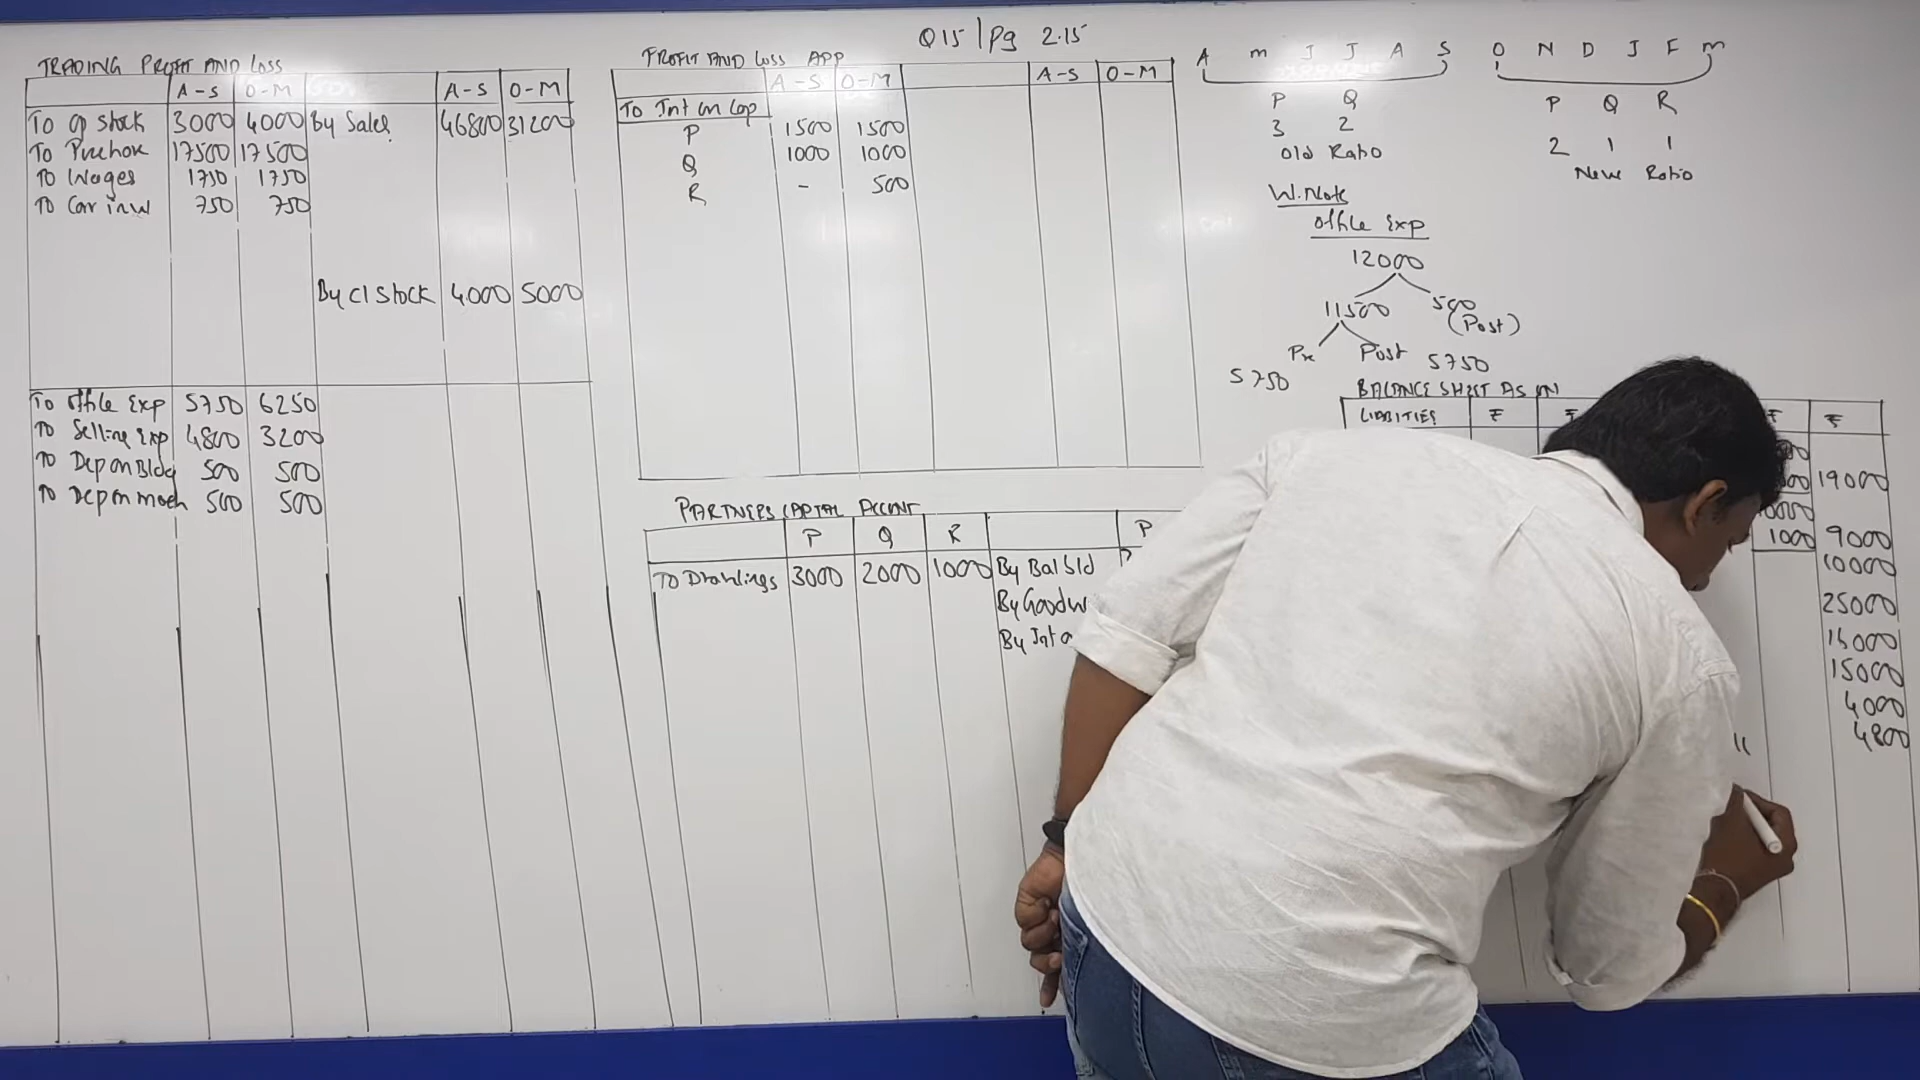 Q15 | Pg 2.15
TRADING PROFIT AND LOSS
A-S O-M A-S O-M
To op stock 3000 4000 By Sales 46800 31200
To Purchase 17500 17500
To Wages 1750 1750
To Car inw 750 750
By Cl Stock 4000 5000
To office Exp 5750 6250
To Selling Exp 4800 3200
To Dep on Bldg 500 500
To Dep on mach 500 500
PROFIT AND LOSS APP
A-S O-M A-S O-M
To Int on Cap
P 1500 1500
Q 1000 1000
R - 500
PARTNERS CAPITAL ACCONT
P Q R P
To Drawings 3000 2000 1000 By Bal b/d
By Goodw
By Int o
A m J J A S O N D J F m
P Q P Q R
3 2 2 1 1
Old Ratio New Ratio
W.Note
office Exp
12000
11500 500
(Post)
Pre Post 5750
5750
BALANCE SHEET AS ON
LIABITIES ₹ ₹ ₹ ₹
19000
1000 9000
10000
25000
15000
4000
4800